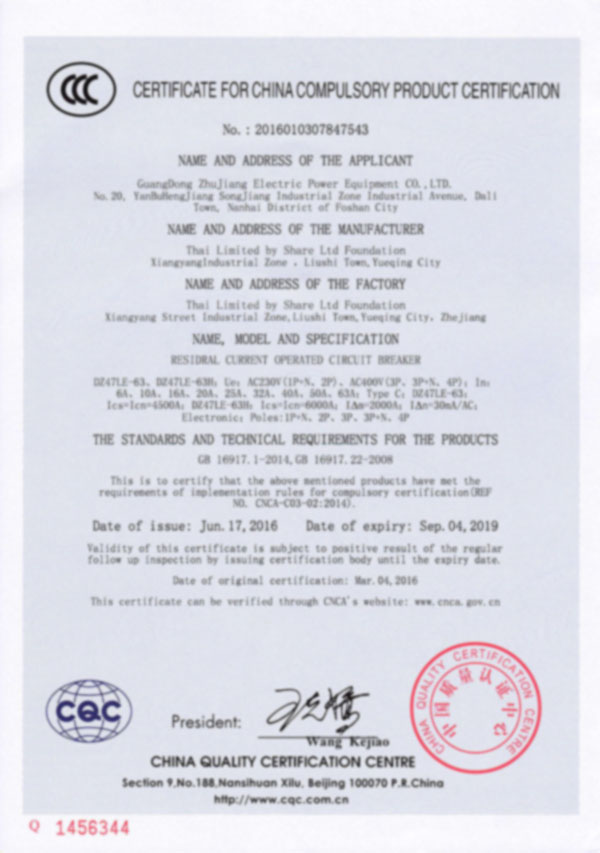 CCC
CERTIFICATE FOR CHINA COMPULSORY PRODUCT CERTIFICATION
No.: 2016010307847543
NAME AND ADDRESS OF THE APPLICANT
GuangDong ZhuJiang Electric Power Equipment CO.,LTD.
No.20, YanBuHengJiang SongJiang Industrial Zone Industrial Avenue, Dali
Town, Nanhai District of Foshan City
NAME AND ADDRESS OF THE MANUFACTURER
Thai Limited by Share Ltd Foundation
XiangyangIndustrial Zone , Liushi Town,Yueqing City
NAME AND ADDRESS OF THE FACTORY
Thai Limited by Share Ltd Foundation
Xiangyang Street Industrial Zone,Liushi Town,Yueqing City, Zhejiang
NAME, MODEL AND SPECIFICATION
RESIDRAL CURRENT OPERATED CIRCUIT BREAKER
DZ47LE-63、DZ47LE-63H; Ue: AC230V(1P+N、2P)、AC400V(3P、3P+N、4P); In:
6A、10A、16A、20A、25A、32A、40A、50A、63A; Type C; DZ47LE-63:
Ics=Icn=4500A; DZ47LE-63H: Ics=Icn=6000A; IΔm=2000A; IΔn=30mA/AC;
Electronic; Poles:1P+N、2P、3P、3P+N、4P
THE STANDARDS AND TECHNICAL REQUIREMENTS FOR THE PRODUCTS
GB 16917.1-2014,GB 16917.22-2008
This is to certify that the above mentioned products have met the
requirements of inplementation rules for compulsory certification(REF
NO. CNCA-C03-02:2014).
Date of issue: Jun.17,2016 Date of expiry: Sep.04,2019
Validity of this certificate is subject to positive result of the regular
follow up inspection by issuing certification body until the expiry date.
Date of original certification: Mar.04,2016
This certificate can be verified through CNCA's website: www.cnca.gov.cn
CQC
President:
Wang Kejiao
CHINA QUALITY CERTIFICATION CENTRE
中国质量认证中心
CHINA QUALITY CERTIFICATION CENTRE
Section 9,No.188,Nansihuan Xilu, Beijing 100070 P.R.China
http://www.cqc.com.cn
Q 1456344